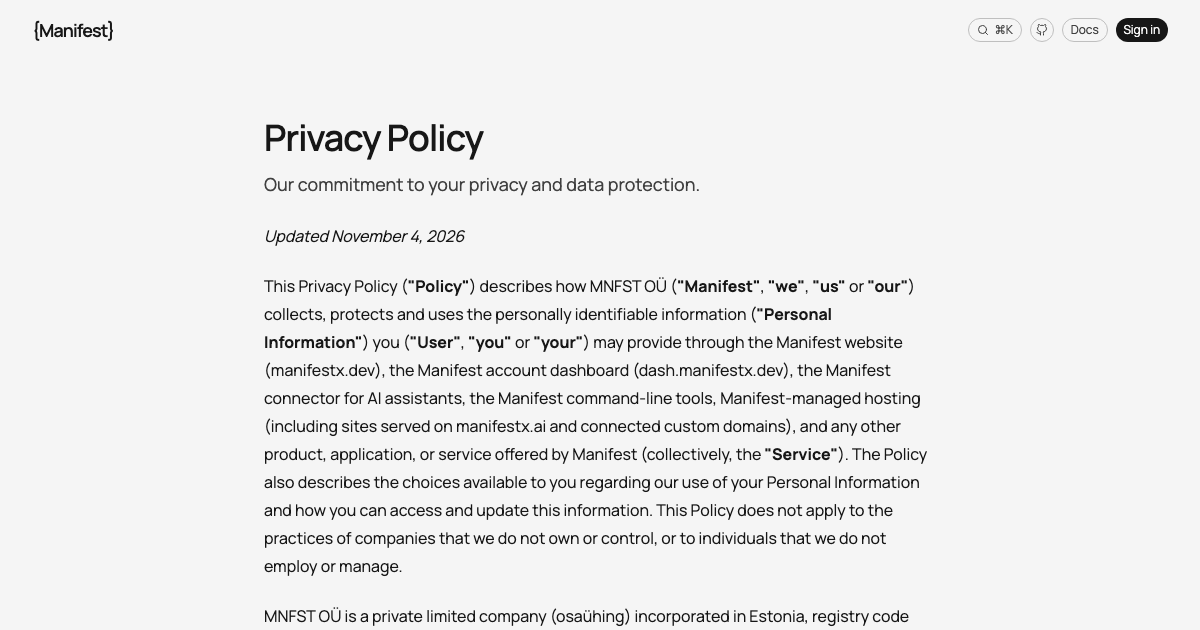 {Manifest}
⌘K
Docs
Sign in
Privacy Policy
Our commitment to your privacy and data protection.
Updated November 4, 2026
This Privacy Policy ("Policy") describes how MNFST OÜ ("Manifest", "we", "us" or "our")
collects, protects and uses the personally identifiable information ("Personal
Information") you ("User", "you" or "your") may provide through the Manifest website
(manifestx.dev), the Manifest account dashboard (dash.manifestx.dev), the Manifest
connector for AI assistants, the Manifest command-line tools, Manifest-managed hosting
(including sites served on manifestx.ai and connected custom domains), and any other
product, application, or service offered by Manifest (collectively, the "Service"). The Policy
also describes the choices available to you regarding our use of your Personal Information
and how you can access and update this information. This Policy does not apply to the
practices of companies that we do not own or control, or to individuals that we do not
employ or manage.
MNFST OÜ is a private limited company (osaühing) incorporated in Estonia, registry code